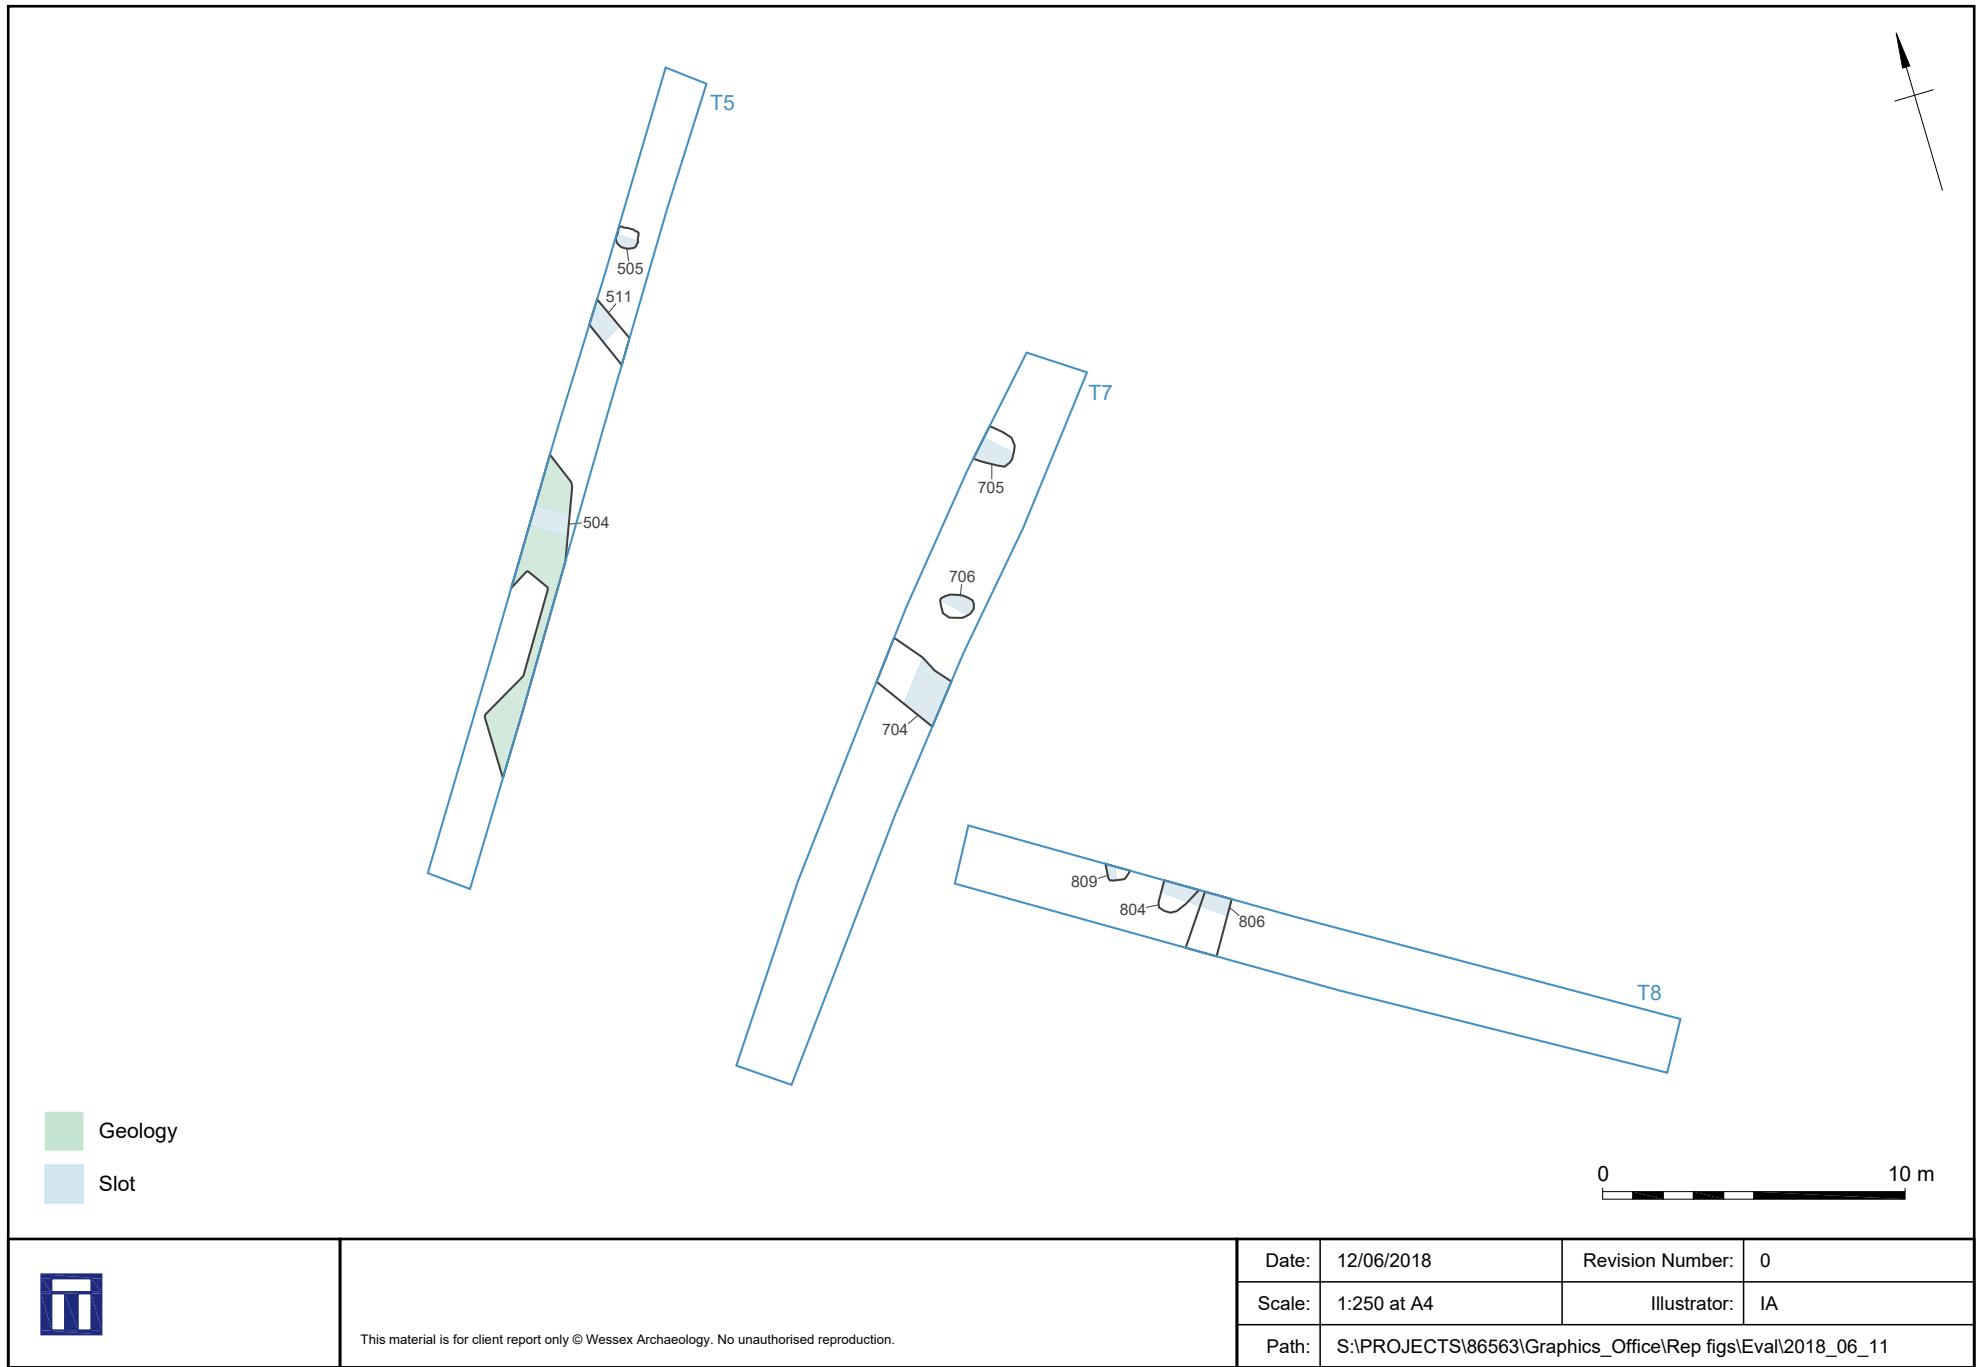 T5
505
511
504
T7
705
706
704
809
804
806
T8
Geology
Slot
0 10 m
Date: 12/06/2018 Revision Number: 0
Scale: 1:250 at A4 Illustrator: IA
This material is for client report only © Wessex Archaeology. No unauthorised reproduction.
Path: S:\PROJECTS\86563\Graphics_Office\Rep figs\Eval\2018_06_11